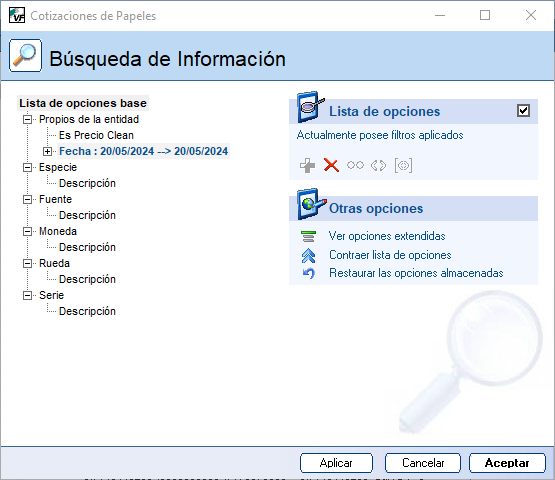 VF Cotizaciones de Papeles
Búsqueda de Información
Lista de opciones base
Propios de la entidad
Es Precio Clean
Fecha : 20/05/2024 --> 20/05/2024
Especie
Descripción
Fuente
Descripción
Moneda
Descripción
Rueda
Descripción
Serie
Descripción
Lista de opciones
Actualmente posee filtros aplicados
Otras opciones
Ver opciones extendidas
Contraer lista de opciones
Restaurar las opciones almacenadas
Aplicar
Cancelar
Aceptar